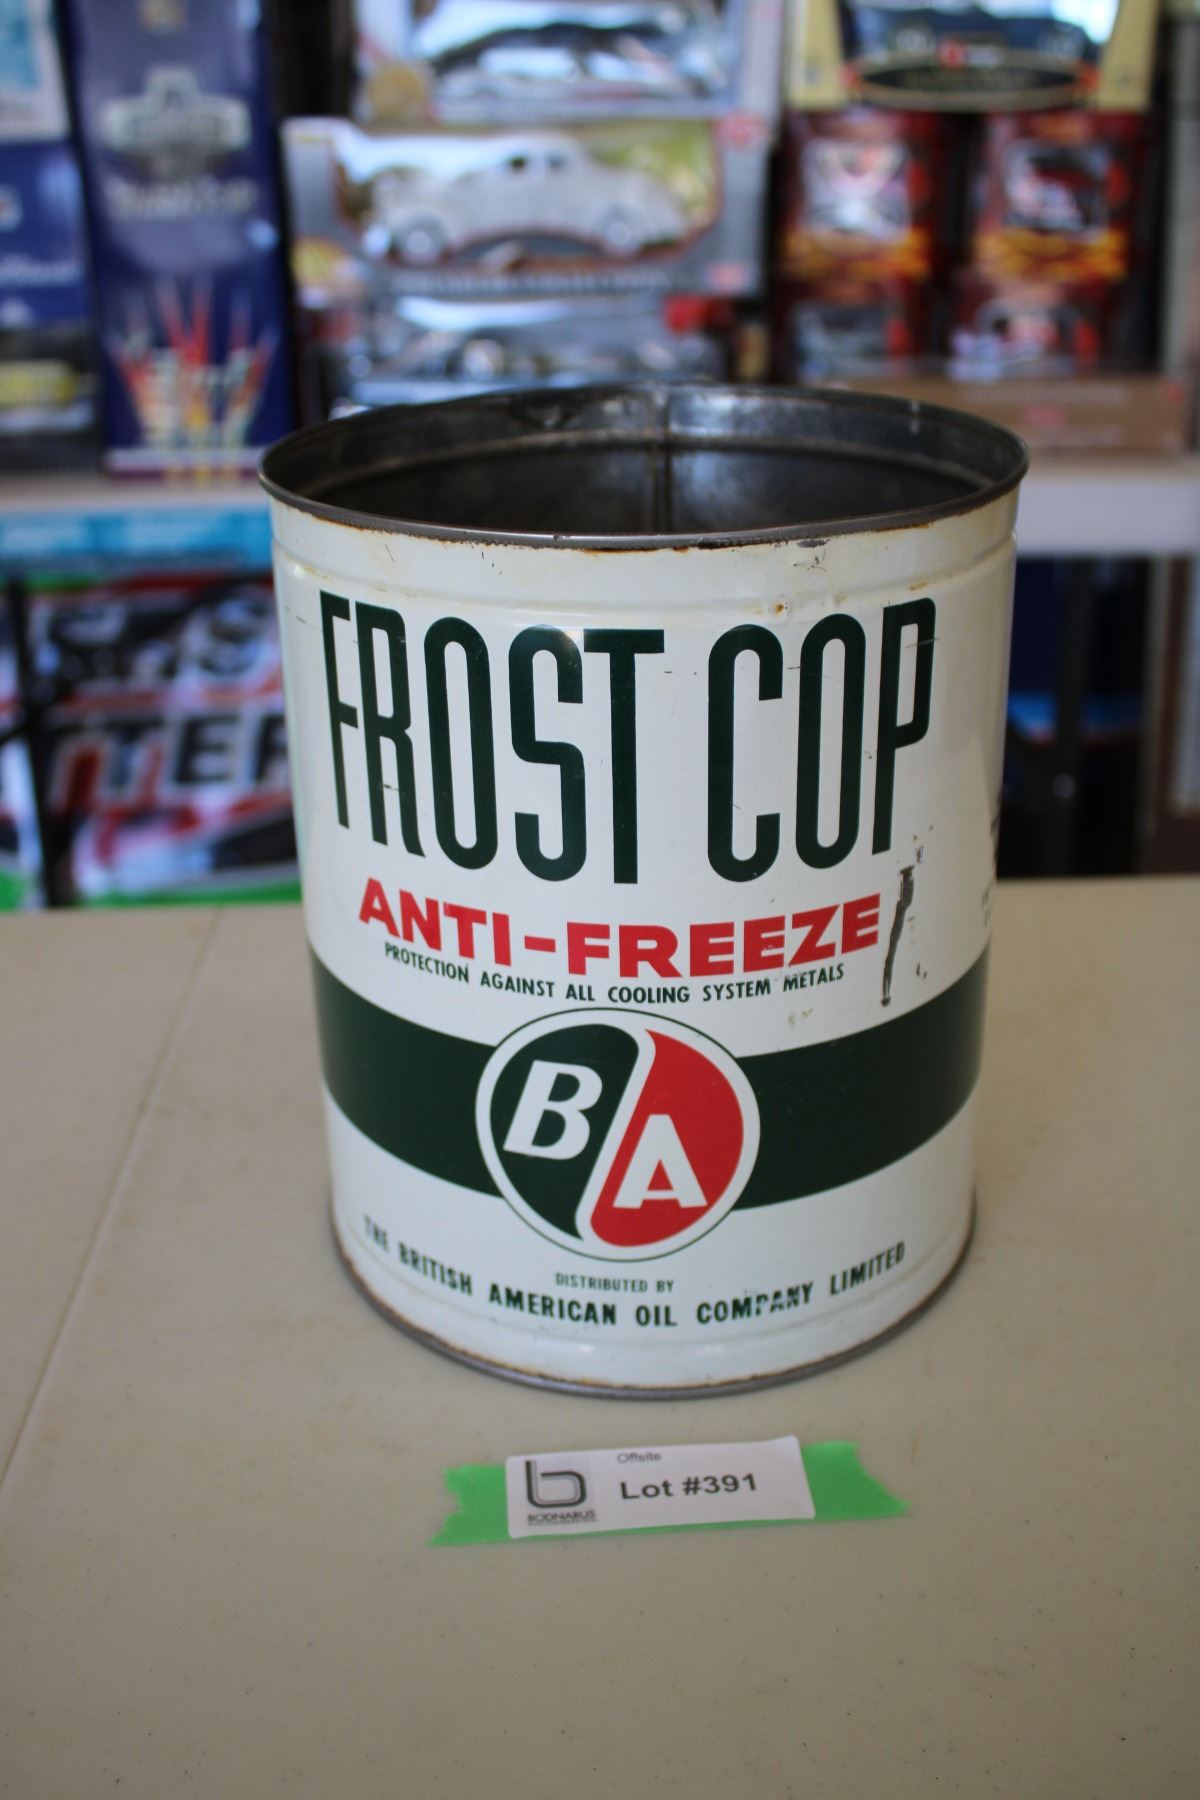 FROST COP
ANTI-FREEZE
PROTECTION AGAINST ALL COOLING SYSTEM METALS
B A
DISTRIBUTED BY
THE BRITISH AMERICAN OIL COMPANY LIMITED
Offsite
Lot #391
BODNARUS